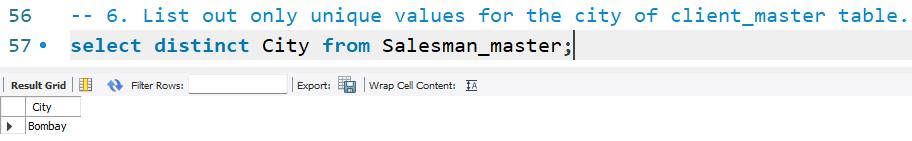 56 -- 6. List out only unique values for the city of client_master table.
57 select distinct City from Salesman_master;
Result Grid Filter Rows: Export: Wrap Cell Content: IA
City
Bombay